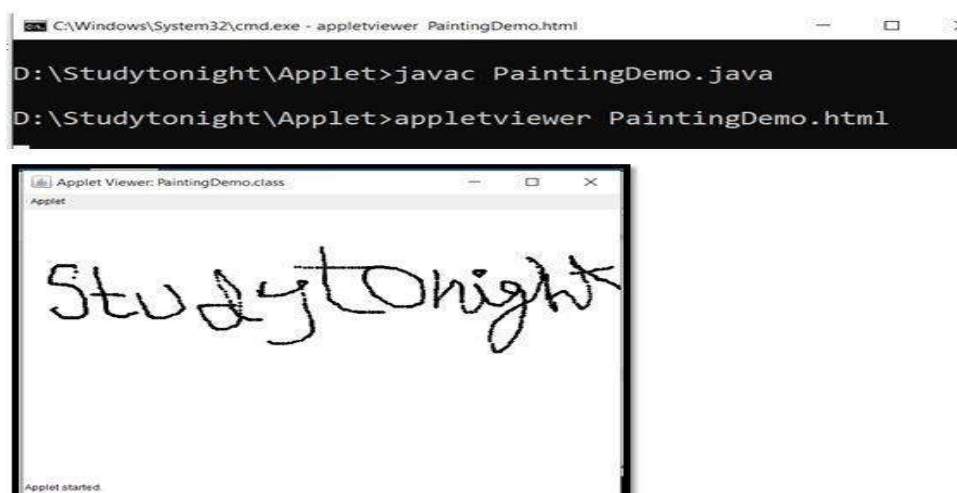 C:\Windows\System32\cmd.exe - appletviewer PaintingDemo.html
D:\Studytonight\Applet>javac PaintingDemo.java
D:\Studytonight\Applet>appletviewer PaintingDemo.html
Applet Viewer: PaintingDemo.class
Applet
Studytonight
Applet started.